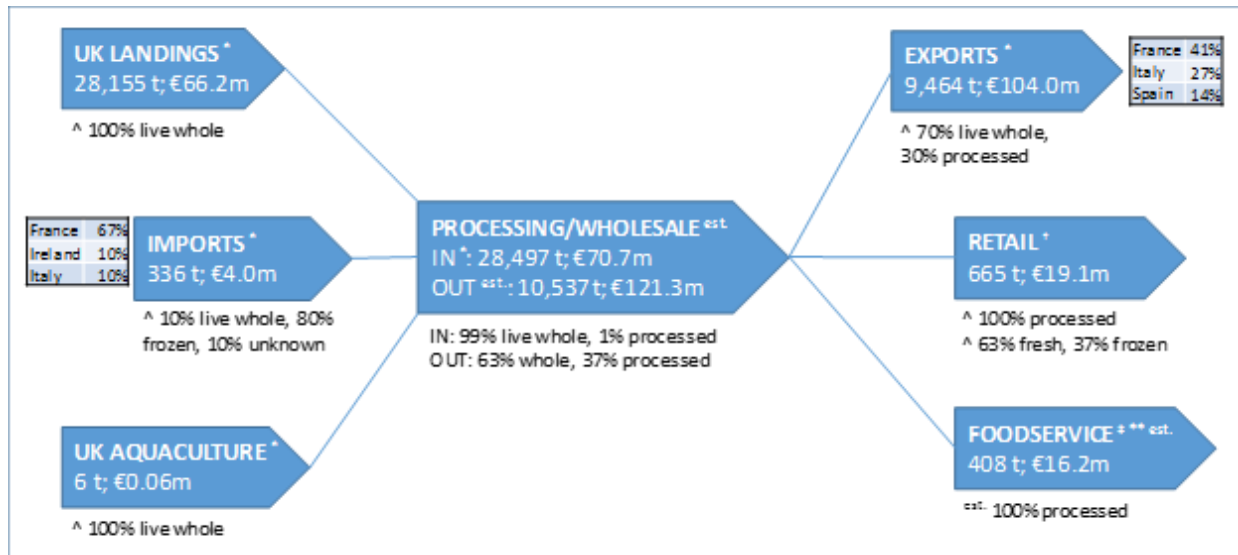 UK LANDINGS *
28,155 t; €66.2m
^ 100% live whole
France 67%
Ireland 10%
Italy 10%
IMPORTS *
336 t; €4.0m
^ 10% live whole, 80%
frozen, 10% unknown
UK AQUACULTURE *
6 t; €0.06m
^ 100% live whole
PROCESSING/WHOLESALE est.
IN *: 28,497 t; €70.7m
OUT est.: 10,537 t; €121.3m
IN: 99% live whole, 1% processed
OUT: 63% whole, 37% processed
EXPORTS *
9,464 t; €104.0m
France 41%
Italy 27%
Spain 14%
^ 70% live whole,
30% processed
RETAIL †
665 t; €19.1m
^ 100% processed
^ 63% fresh, 37% frozen
FOODSERVICE ‡ ** est.
408 t; €16.2m
est. 100% processed